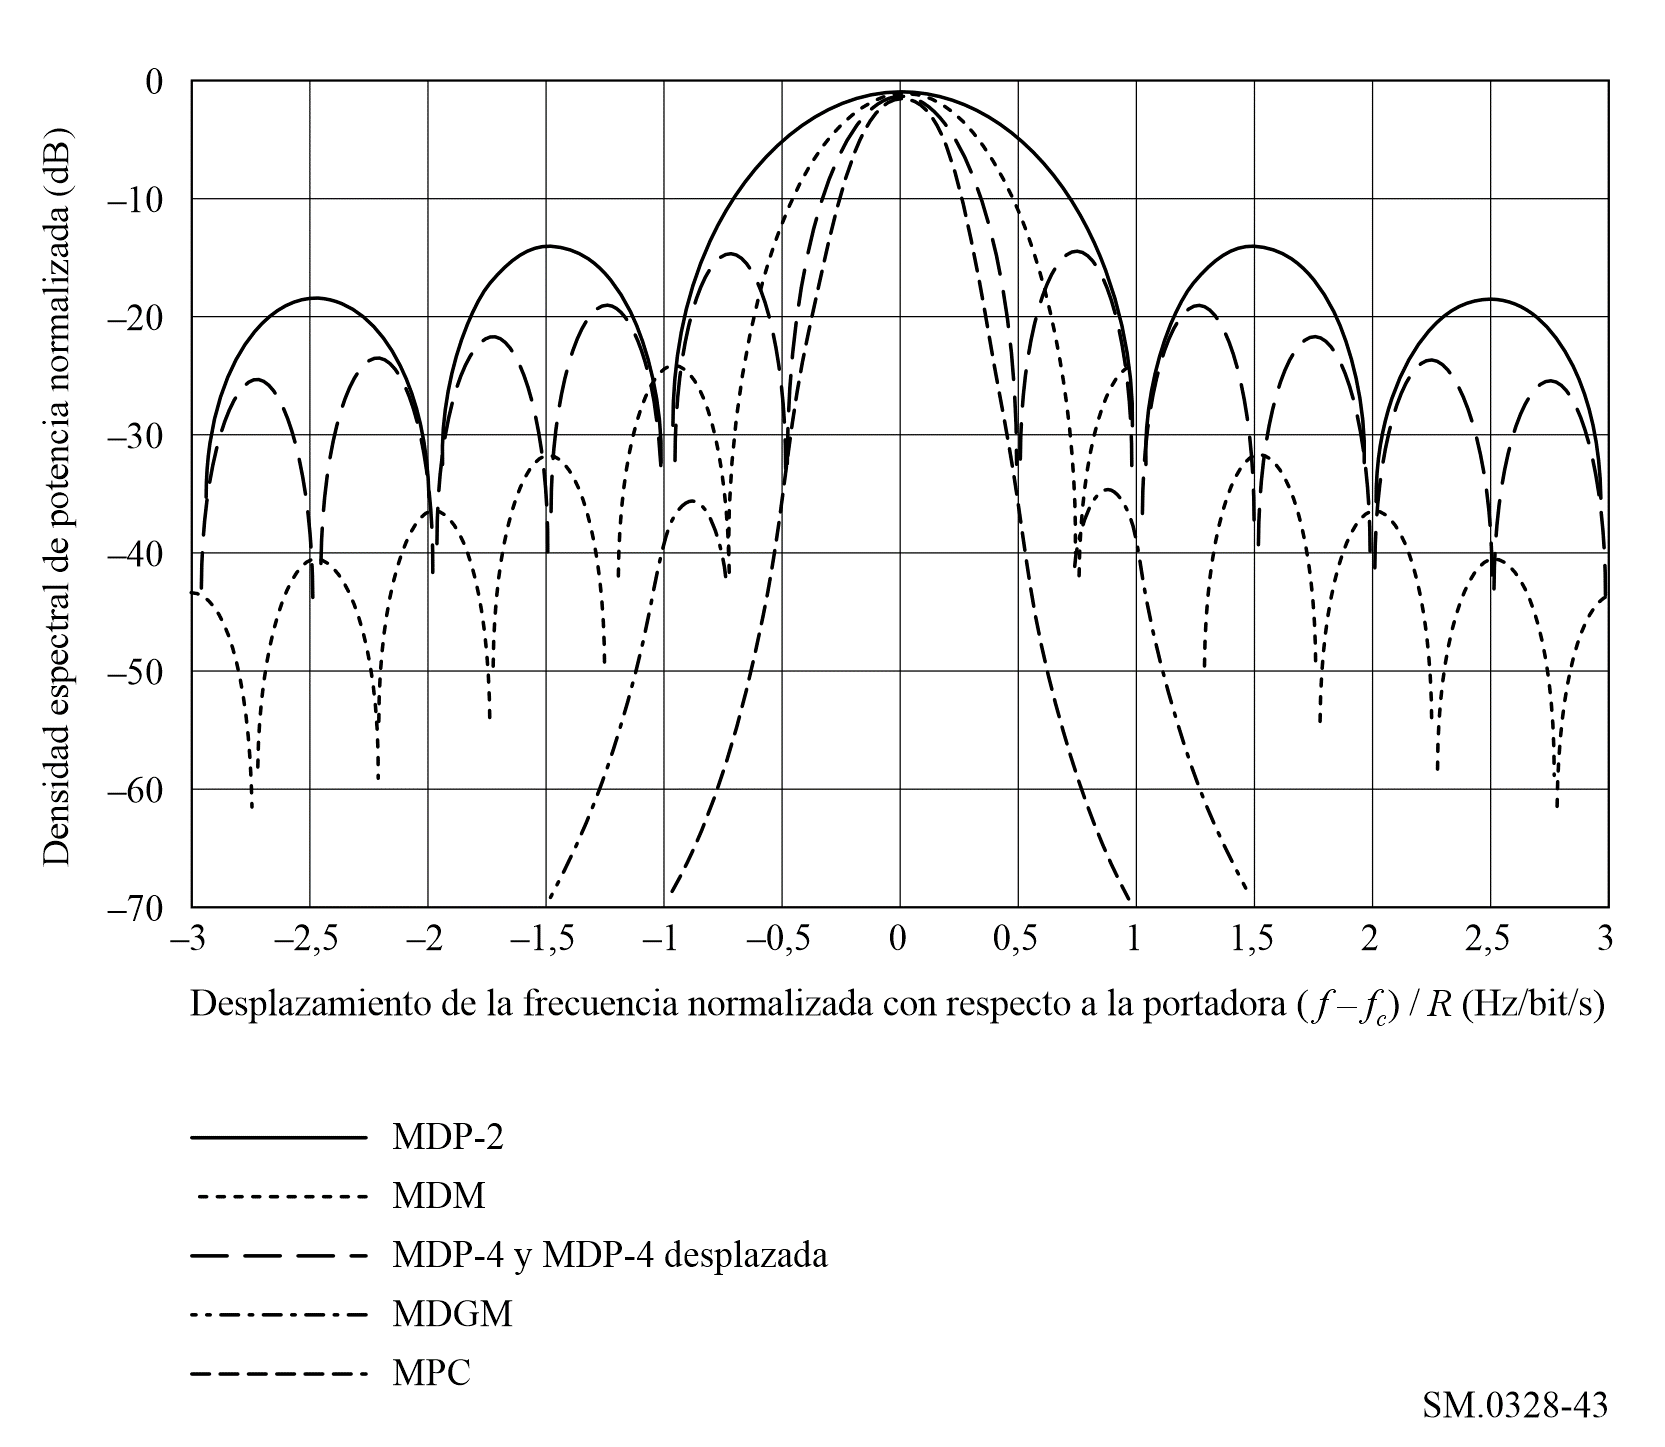 Densidad espectral de potencia normalizada (dB)
0
–10
–20
–30
–40
–50
–60
–70
–3 –2,5 –2 –1,5 –1 –0,5 0 0,5 1 1,5 2 2,5 3
Desplazamiento de la frecuencia normalizada con respecto a la portadora (f – fc) / R (Hz/bit/s)
MDP-2
MDM
MDP-4 y MDP-4 desplazada
MDGM
MPC
SM.0328-43